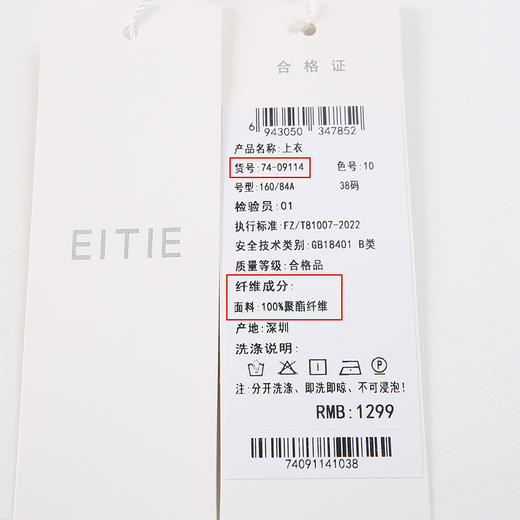 EITIE
合格证
6 943050 347852
产品名称:上衣
货号:74-09114 色号:10
号型:160/84A 38码
检验员:01
执行标准:FZ/T81007-2022
安全技术类别:GB18401 B类
质量等级:合格品
纤维成分:
面料:100%聚酯纤维
产地:深圳
洗涤说明:
注:分开洗涤、即洗即晾、不可浸泡!
RMB:1299
74091141038